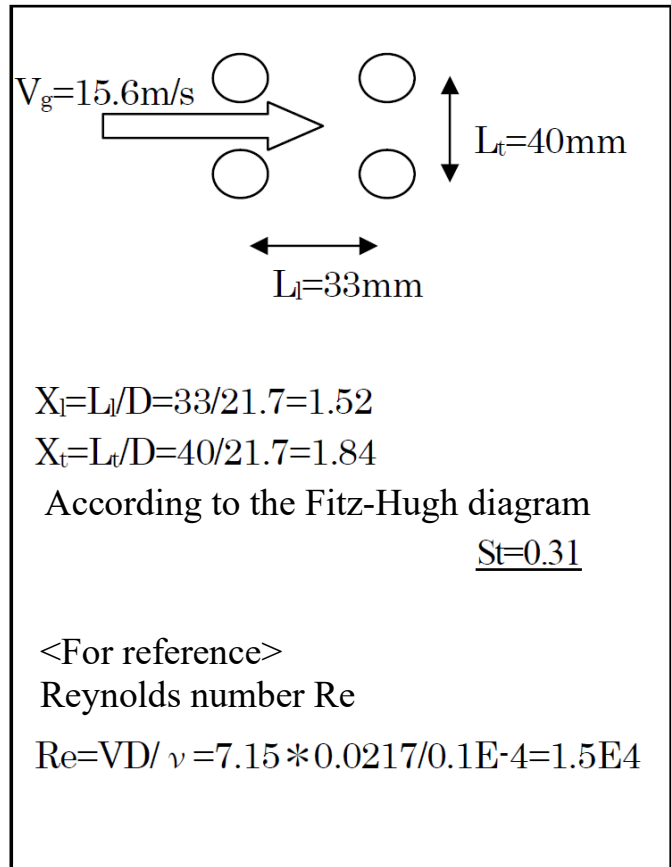 Vg=15.6m/s
Lt=40mm
Ll=33mm
Xl=Ll/D=33/21.7=1.52
Xt=Lt/D=40/21.7=1.84
According to the Fitz-Hugh diagram
St=0.31
<For reference>
Reynolds number Re
Re=VD/ν=7.15*0.0217/0.1E-4=1.5E4